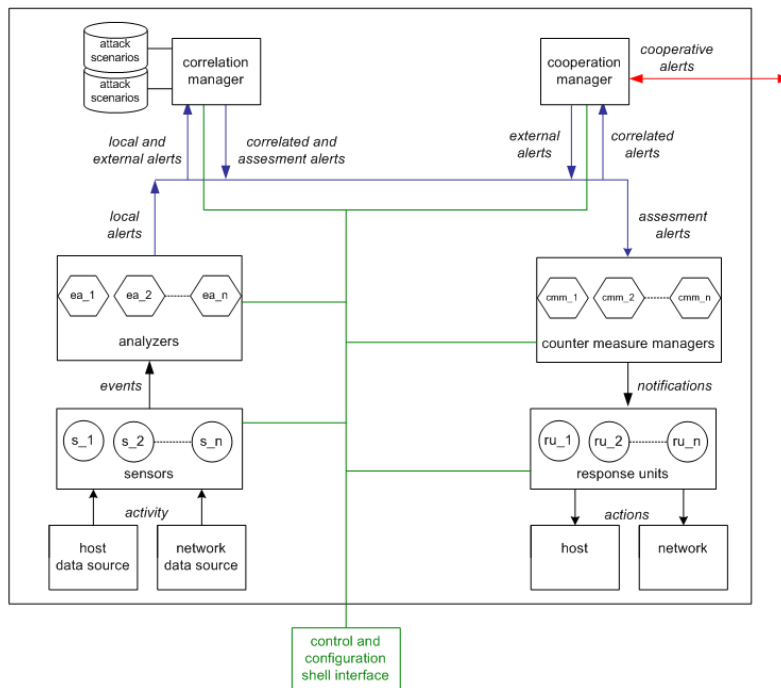 attack
scenarios
attack
scenarios
correlation
manager
cooperation
manager
cooperative
alerts
local and
external alerts
correlated and
assesment alerts
external
alerts
correlated
alerts
local
alerts
assesment
alerts
ea_1
ea_2
ea_n
analyzers
cmm_1
cmm_2
cmm_n
counter measure managers
events
notifications
s_1
s_2
s_n
sensors
ru_1
ru_2
ru_n
response units
activity
actions
host
data source
network
data source
host
network
control and
configuration
shell interface